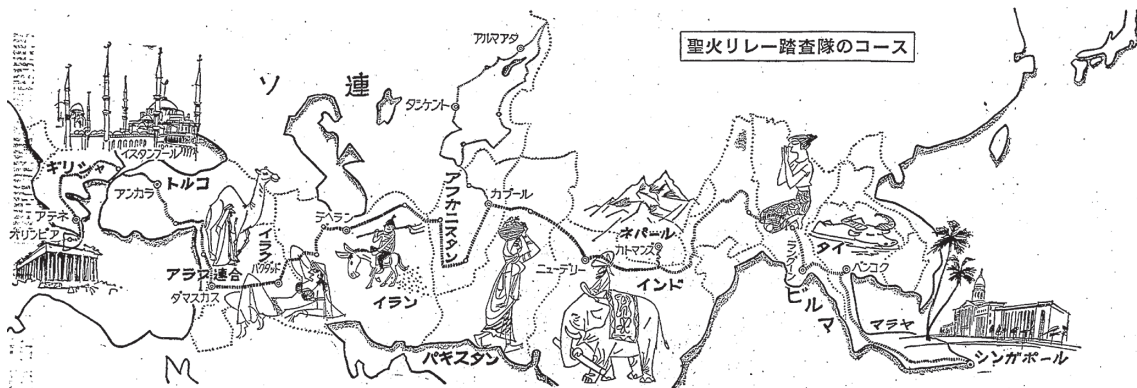 聖火リレー踏査隊のコース
ソ連
アルマアタ
タシケント
イスタンブール
ギリシャ
トルコ
アンカラ
アテネ
オリンピア
アラブ連合
ダマスカス
イラク
バグダッド
テヘラン
イラン
アフガニスタン
カブール
パキスタン
ニューデリー
ネパール
カトマンズ
インド
ラングーン
ビルマ
タイ
バンコク
マラヤ
シンガポール